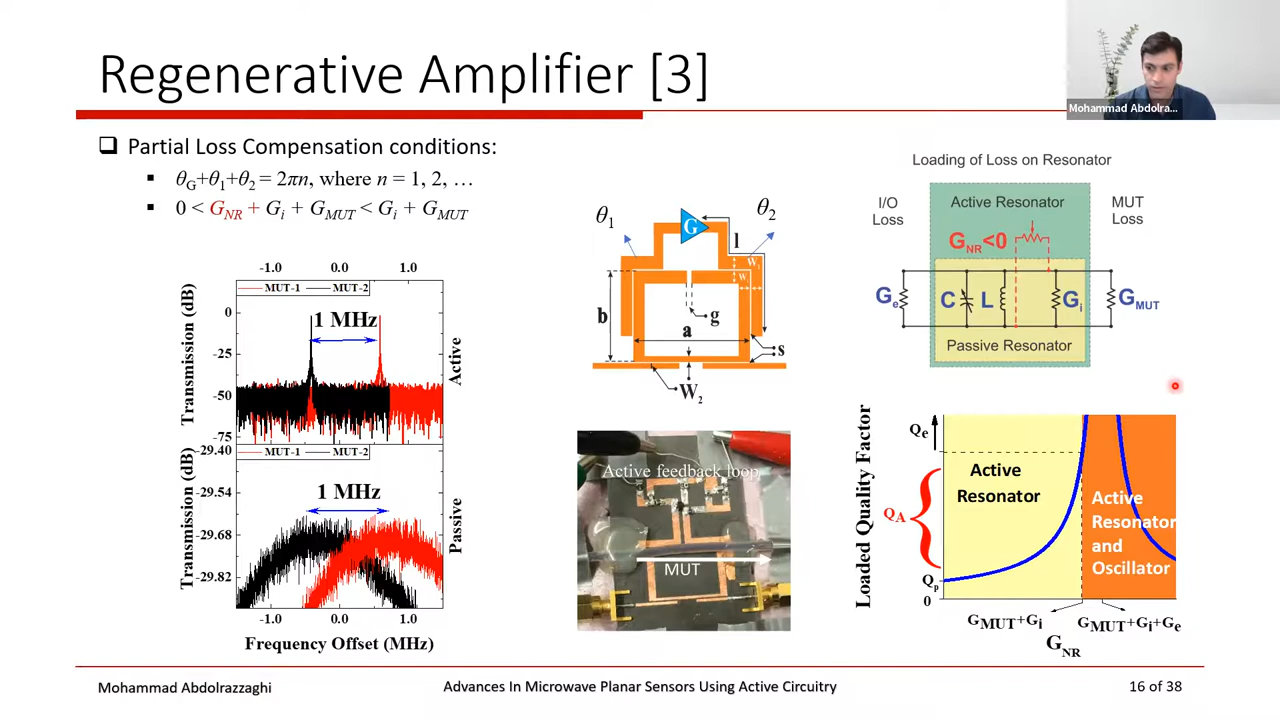 Regenerative Amplifier [3]
Mohammad Abdolra...
❑ Partial Loss Compensation conditions:
▪ θG+θ1+θ2 = 2πn, where n = 1, 2, …
▪ 0 < GNR + Gi + GMUT < Gi + GMUT
-1.0 0.0 1.0
MUT-1 MUT-2
Transmission (dB)
0
-25
-50
-75
1 MHz
Active
MUT-1 MUT-2
Transmission (dB)
-29.40
-29.54
-29.68
-29.82
1 MHz
Passive
-1.0 0.0 1.0
Frequency Offset (MHz)
θ1
θ2
G
l
W1
W1
b
g
a
s
W2
Active feedback loop
MUT
Loading of Loss on Resonator
I/O
Loss
Active Resonator
MUT
Loss
GNR<0
Ge
C
L
Gi
GMUT
Passive Resonator
Loaded Quality Factor
Qe
QA
Qp
0
Active
Resonator
Active
Resonator
and
Oscillator
GMUT+Gi
GMUT+Gi+Ge
GNR
Mohammad Abdolrazzaghi
Advances In Microwave Planar Sensors Using Active Circuitry
16 of 38